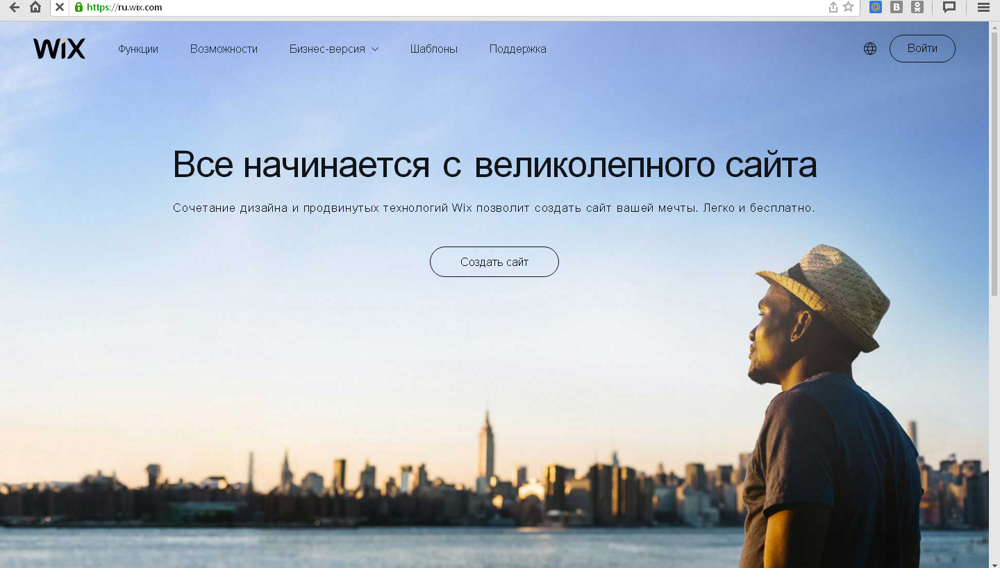 https://ru.wix.com
WiX
Функции
Возможности
Бизнес-версия
Шаблоны
Поддержка
Войти
Все начинается с великолепного сайта
Сочетание дизайна и продвинутых технологий Wix позволит создать сайт вашей мечты. Легко и бесплатно.
Создать сайт